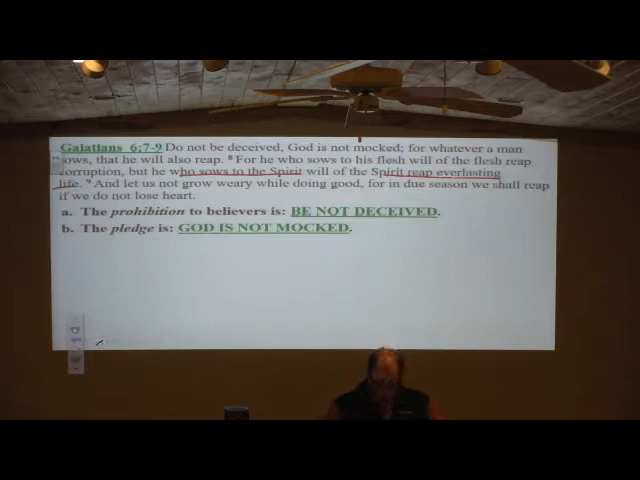 Galatians 6;7-9 Do not be deceived, God is not mocked; for whatever a man
sows, that he will also reap. 8 For he who sows to his flesh will of the flesh reap
corruption, but he who sows to the Spirit will of the Spirit reap everlasting
life. 9 And let us not grow weary while doing good, for in due season we shall reap
if we do not lose heart.
a. The prohibition to believers is: BE NOT DECEIVED.
b. The pledge is: GOD IS NOT MOCKED.